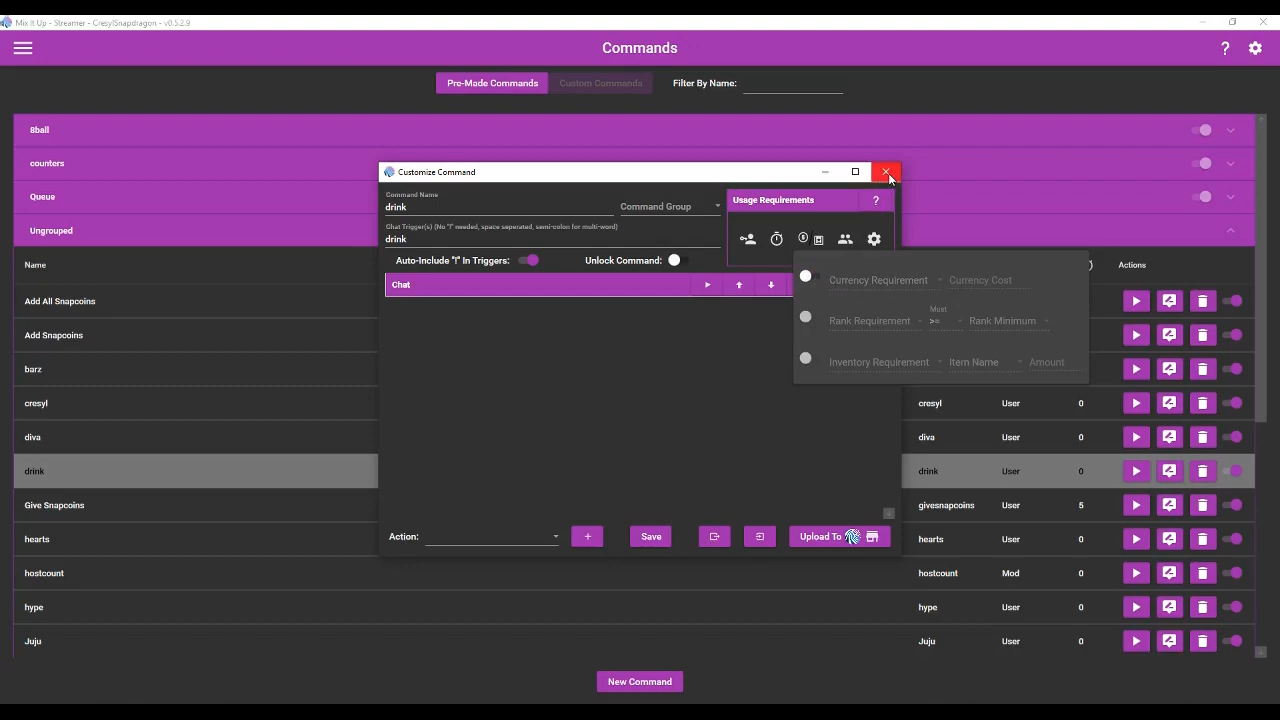 Mix It Up - Streamer - CresylSnapdragon - v0.5.2.9
Commands
?
Pre-Made Commands
Custom Commands
Filter By Name:
8ball
counters
Queue
Ungrouped
Name
Actions
Add All Snapcoins
Add Snapcoins
barz
cresyl
cresyl User 0
diva
diva User 0
drink
drink User 0
Give Snapcoins
givesnapcoins User 5
hearts
hearts User 0
hostcount
hostcount Mod 0
hype
hype User 0
Juju
Juju User 0
New Command
Customize Command
Command Name
drink
Command Group
Usage Requirements
?
Chat Trigger(s) (No "!" needed, space seperated, semi-colon for multi-word)
drink
Auto-Include "!" In Triggers:
Unlock Command:
Chat
Currency Requirement
Currency Cost
Rank Requirement
Must
>=
Rank Minimum
Inventory Requirement
Item Name
Amount
Action:
+
Save
Upload To